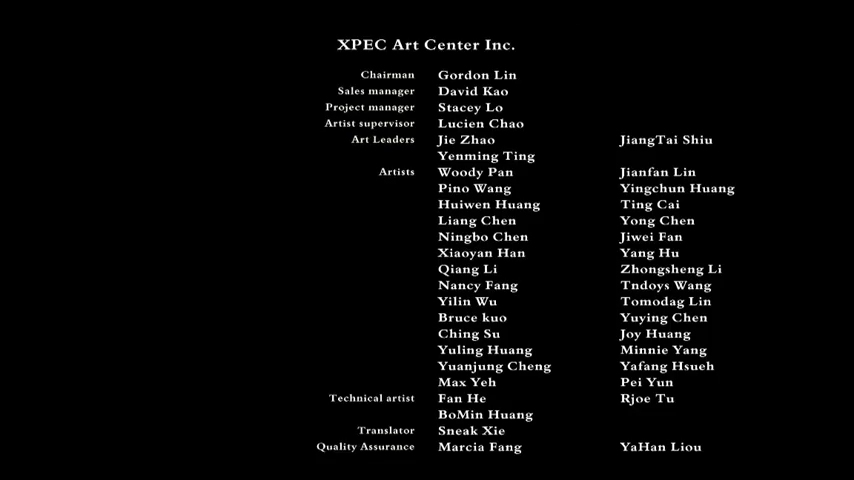 XPEC Art Center Inc.
Chairman Gordon Lin
Sales manager David Kao
Project manager Stacey Lo
Artist supervisor Lucien Chao
Art Leaders Jie Zhao JiangTai Shiu
Yenming Ting
Artists Woody Pan Jianfan Lin
Pino Wang Yingchun Huang
Huiwen Huang Ting Cai
Liang Chen Yong Chen
Ningbo Chen Jiwei Fan
Xiaoyan Han Yang Hu
Qiang Li Zhongsheng Li
Nancy Fang Tndoys Wang
Yilin Wu Tomodag Lin
Bruce kuo Yuying Chen
Ching Su Joy Huang
Yuling Huang Minnie Yang
Yuanjung Cheng Yafang Hsueh
Max Yeh Pei Yun
Technical artist Fan He Rjoe Tu
BoMin Huang
Translator Sneak Xie
Quality Assurance Marcia Fang YaHan Liou